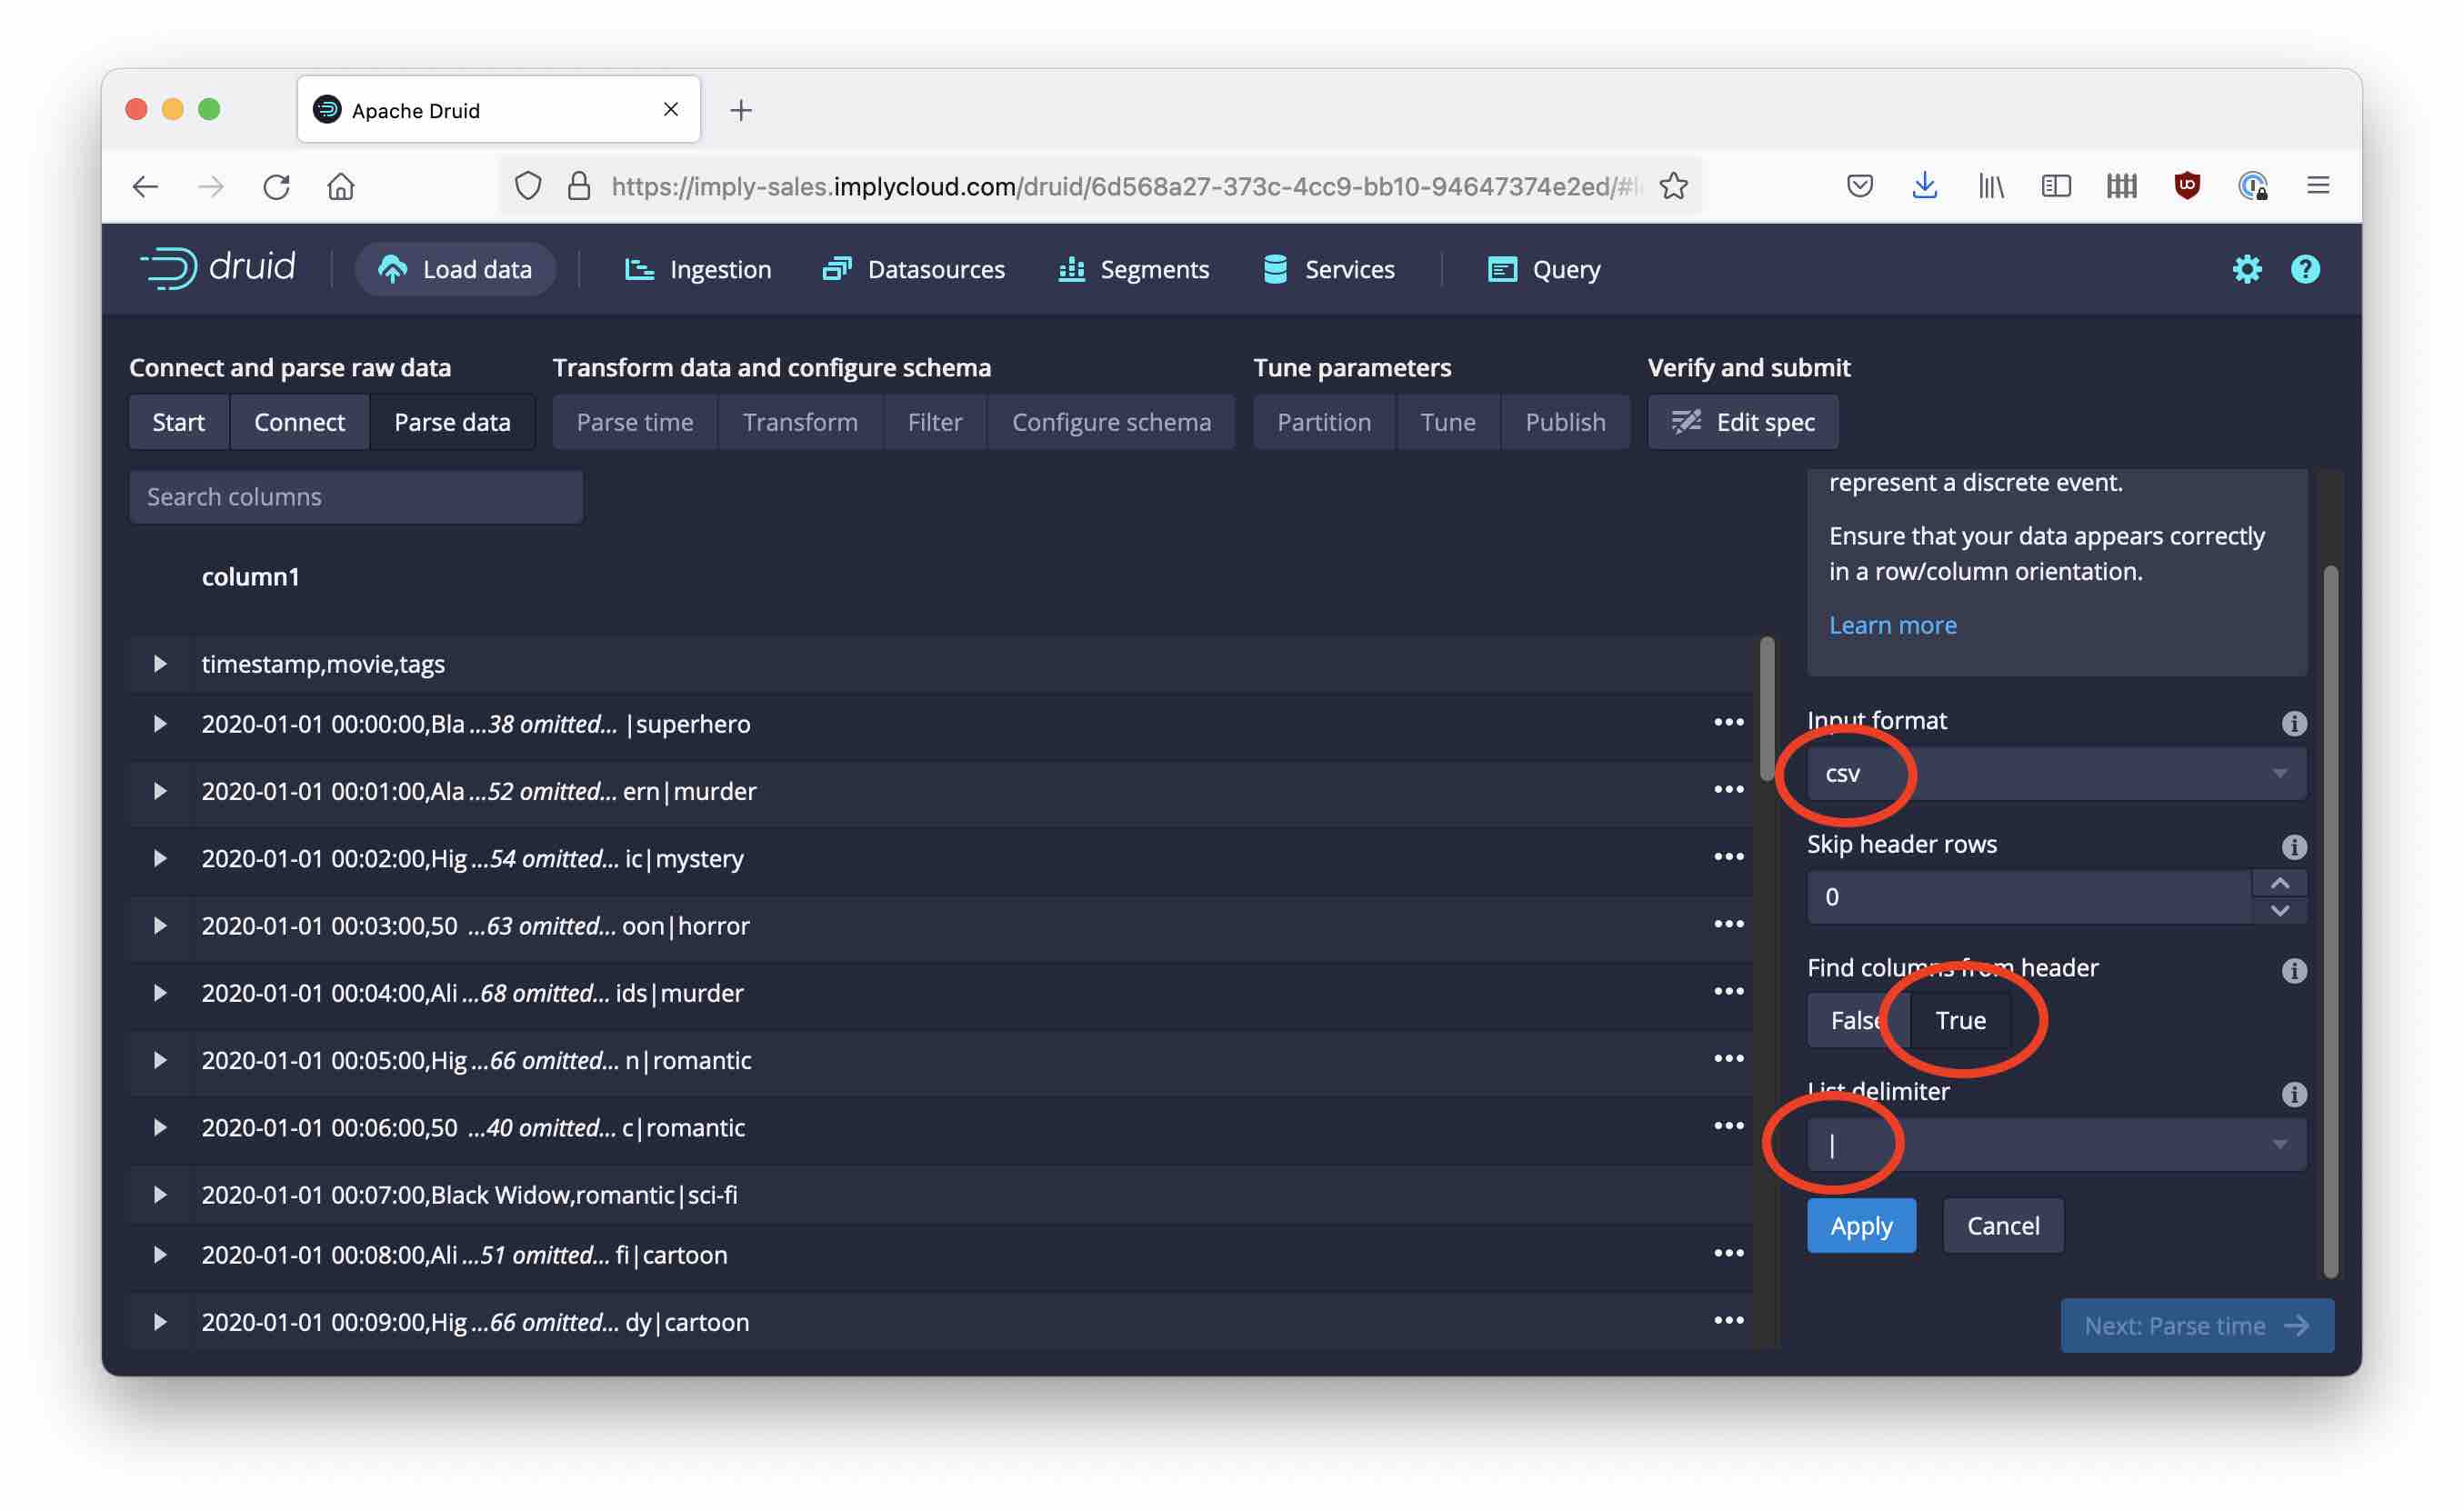 Apache Druid
https://imply-sales.implycloud.com/druid/6d568a27-373c-4cc9-bb10-94647374e2ed/#l
druid
Load data
Ingestion
Datasources
Segments
Services
Query
Connect and parse raw data
Transform data and configure schema
Tune parameters
Verify and submit
Start
Connect
Parse data
Parse time
Transform
Filter
Configure schema
Partition
Tune
Publish
Edit spec
Search columns
column1
timestamp,movie,tags
2020-01-01 00:00:00,Bla ...38 omitted... |superhero
2020-01-01 00:01:00,Ala ...52 omitted... ern|murder
2020-01-01 00:02:00,Hig ...54 omitted... ic|mystery
2020-01-01 00:03:00,50 ...63 omitted... oon|horror
2020-01-01 00:04:00,Ali ...68 omitted... ids|murder
2020-01-01 00:05:00,Hig ...66 omitted... n|romantic
2020-01-01 00:06:00,50 ...40 omitted... c|romantic
2020-01-01 00:07:00,Black Widow,romantic|sci-fi
2020-01-01 00:08:00,Ali ...51 omitted... fi|cartoon
2020-01-01 00:09:00,Hig ...66 omitted... dy|cartoon
represent a discrete event.
Ensure that your data appears correctly
in a row/column orientation.
Learn more
Input format
csv
Skip header rows
0
Find columns from header
False
True
List delimiter
|
Apply
Cancel
Next: Parse time